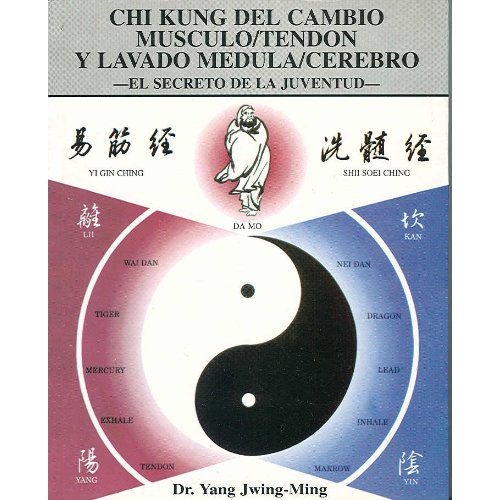 CHI KUNG DEL CAMBIO
MUSCULO/TENDON
Y LAVADO MEDULA/CEREBRO
—EL SECRETO DE LA JUVENTUD—
易筋經
YI GIN CHING
洗髓經
SHII SOEI CHING
DA MO
離
LII
坎
KAN
WAI DAN
NEI DAN
TIGER
DRAGON
MERCURY
LEAD
EXHALE
INHALE
陽
YANG
TENDON
MARROW
陰
YIN
Dr. Yang Jwing-Ming